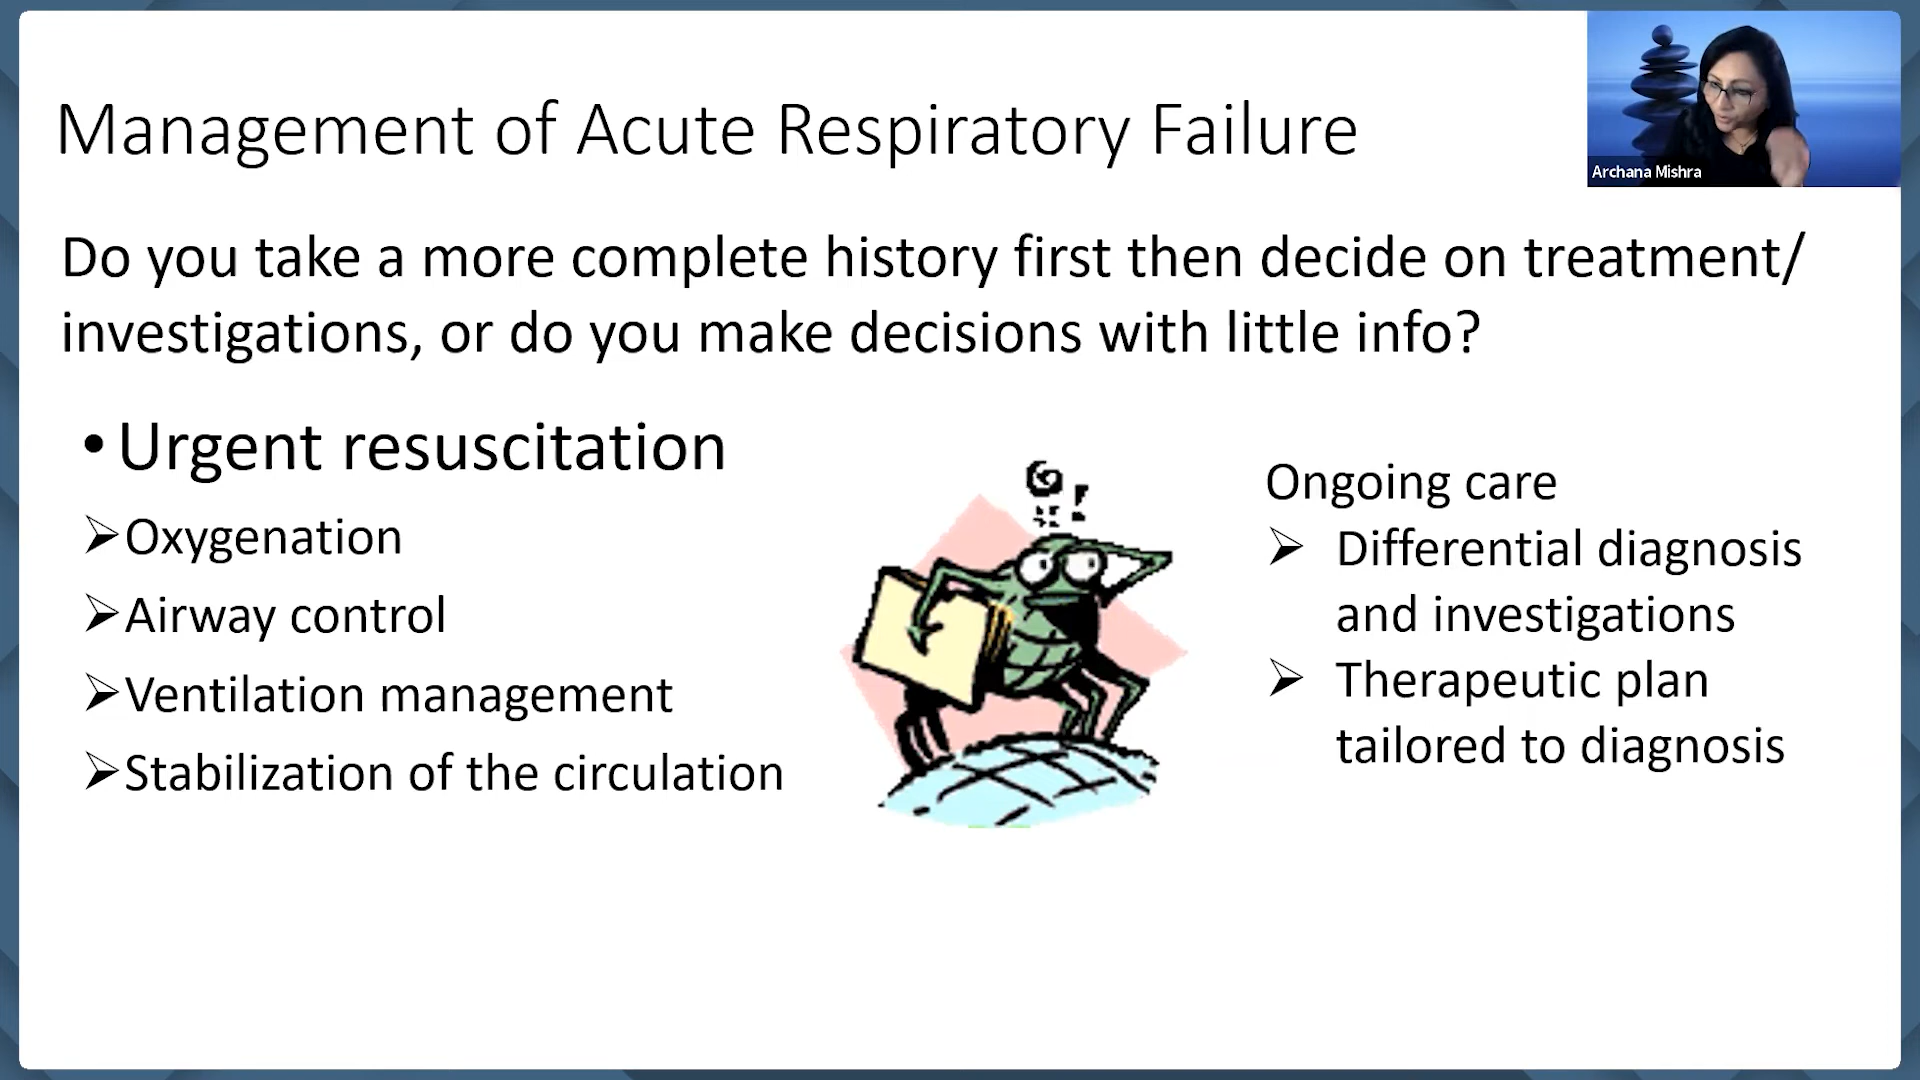 Management of Acute Respiratory Failure
Archana Mishra
Do you take a more complete history first then decide on treatment/
investigations, or do you make decisions with little info?
• Urgent resuscitation
➢Oxygenation
➢Airway control
➢Ventilation management
➢Stabilization of the circulation
Ongoing care
➢ Differential diagnosis
and investigations
➢ Therapeutic plan
tailored to diagnosis